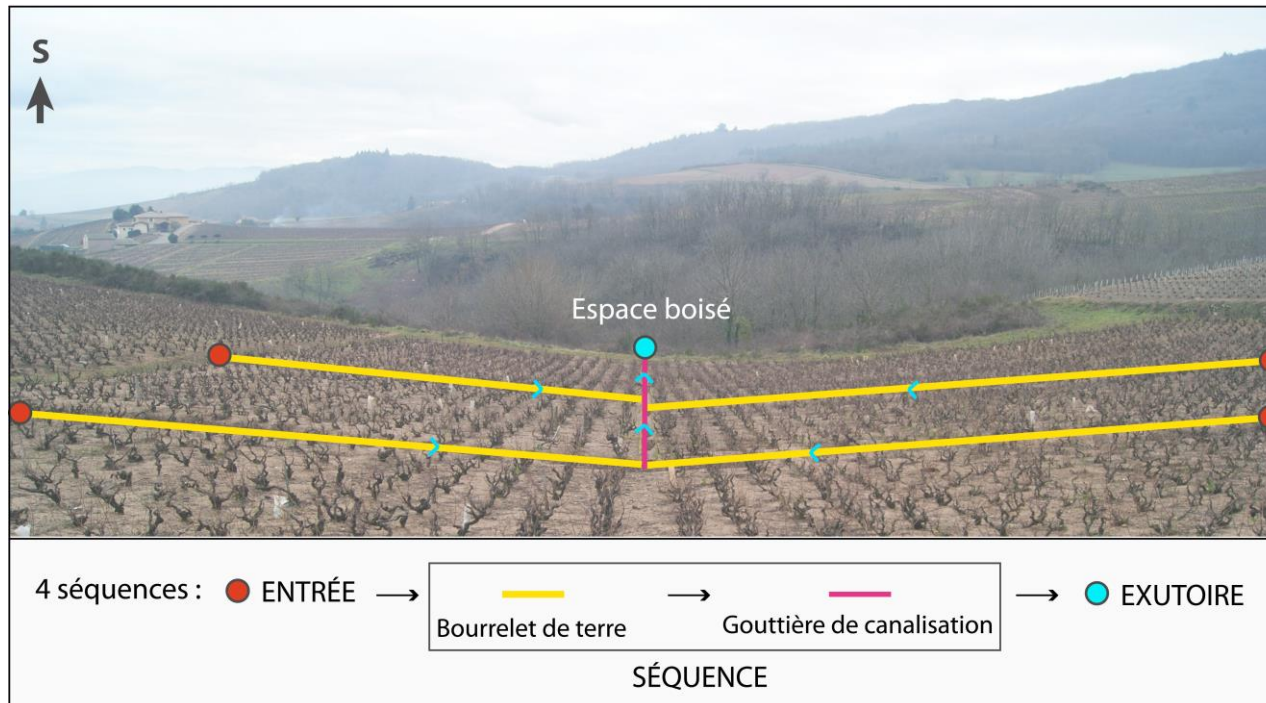 S
Espace boisé
4 séquences : ENTRÉE → → → EXUTOIRE
Bourrelet de terre
Gouttière de canalisation
SÉQUENCE